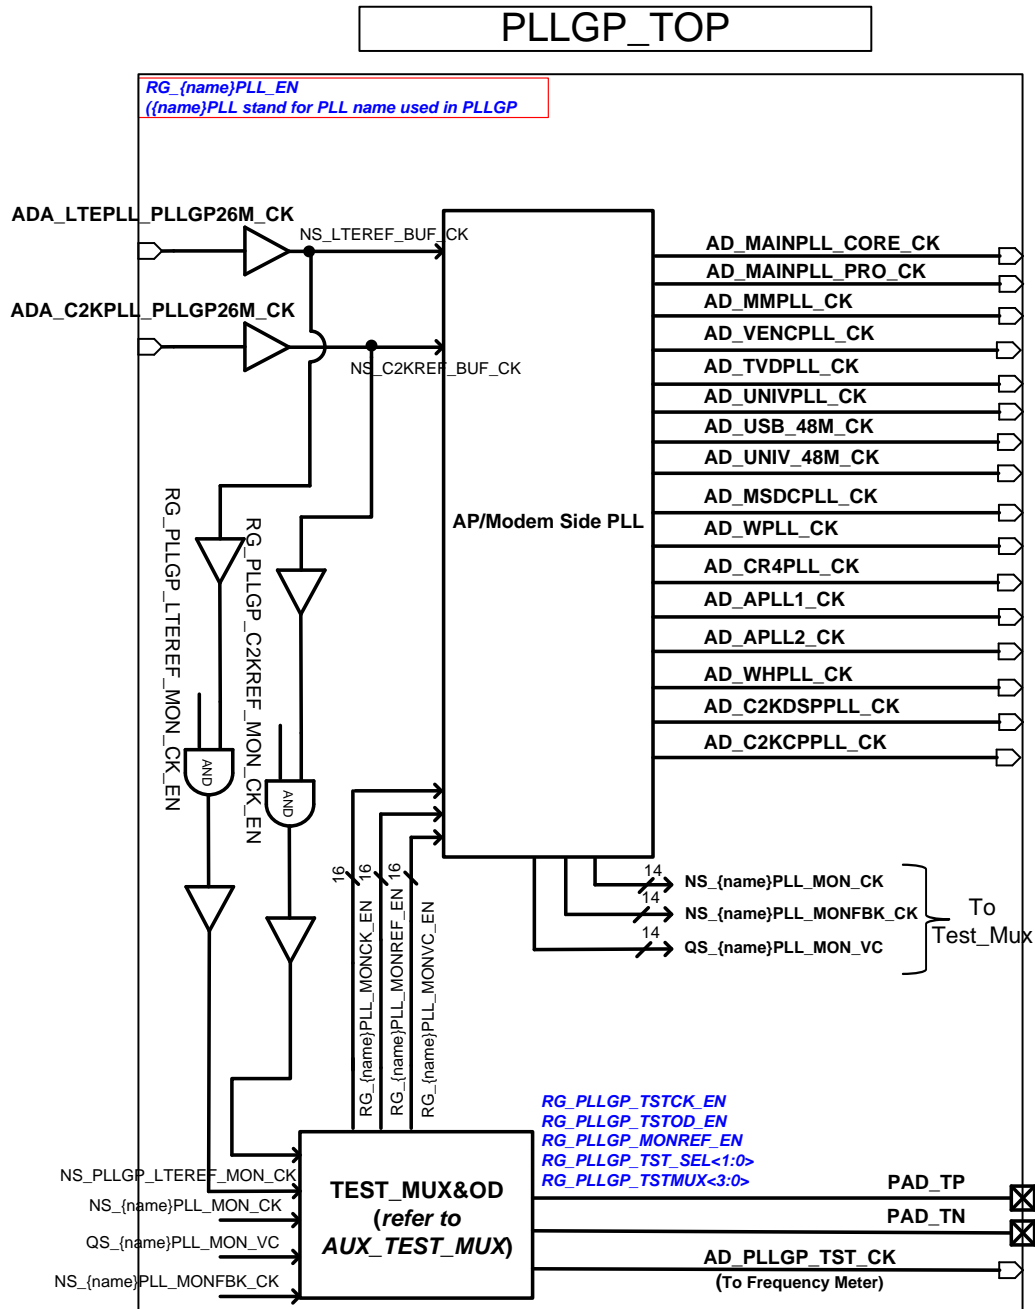 PLLGP_TOP
RG_{name}PLL_EN
({name}PLL stand for PLL name used in PLLGP
ADA_LTEPLL_PLLGP26M_CK
NS_LTEREF_BUF_CK
ADA_C2KPLL_PLLGP26M_CK
NS_C2KREF_BUF_CK
AP/Modem Side PLL
AD_MAINPLL_CORE_CK
AD_MAINPLL_PRO_CK
AD_MMPLL_CK
AD_VENCPLL_CK
AD_TVDPLL_CK
AD_UNIVPLL_CK
AD_USB_48M_CK
AD_UNIV_48M_CK
AD_MSDCPLL_CK
AD_WPLL_CK
AD_CR4PLL_CK
AD_APLL1_CK
AD_APLL2_CK
AD_WHPLL_CK
AD_C2KDSPPLL_CK
AD_C2KCPPLL_CK
RG_PLLGP_LTEREF_MON_CK_EN
RG_PLLGP_C2KREF_MON_CK_EN
AND
AND
16
16
16
RG_{name}PLL_MONCK_EN
RG_{name}PLL_MONREF_EN
RG_{name}PLL_MONVC_EN
14
NS_{name}PLL_MON_CK
14
NS_{name}PLL_MONFBK_CK
14
QS_{name}PLL_MON_VC
To
Test_Mux
RG_PLLGP_TSTCK_EN
RG_PLLGP_TSTOD_EN
RG_PLLGP_MONREF_EN
RG_PLLGP_TST_SEL<1:0>
RG_PLLGP_TSTMUX<3:0>
NS_PLLGP_LTEREF_MON_CK
NS_{name}PLL_MON_CK
QS_{name}PLL_MON_VC
NS_{name}PLL_MONFBK_CK
TEST_MUX&OD
(refer to
AUX_TEST_MUX)
PAD_TP
PAD_TN
AD_PLLGP_TST_CK
(To Frequency Meter)